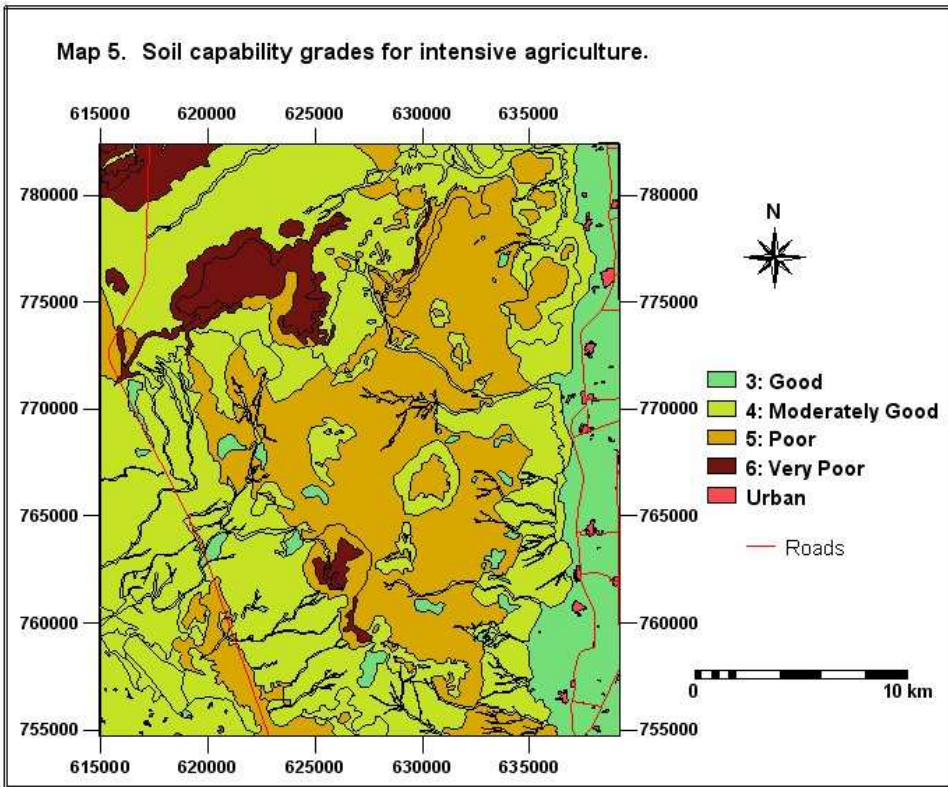 Map 5. Soil capability grades for intensive agriculture.
615000 620000 625000 630000 635000
780000 780000
N
775000 775000
3: Good
770000 770000
4: Moderately Good
5: Poor
6: Very Poor
Urban
765000 765000
Roads
760000 760000
0 10 km
755000 755000
615000 620000 625000 630000 635000